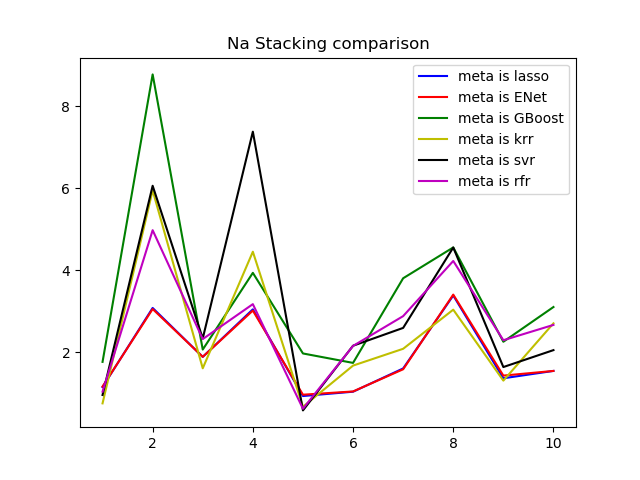 Na Stacking comparison
meta is lasso
meta is ENet
meta is GBoost
meta is krr
meta is svr
meta is rfr
8
6
4
2
2 4 6 8 10